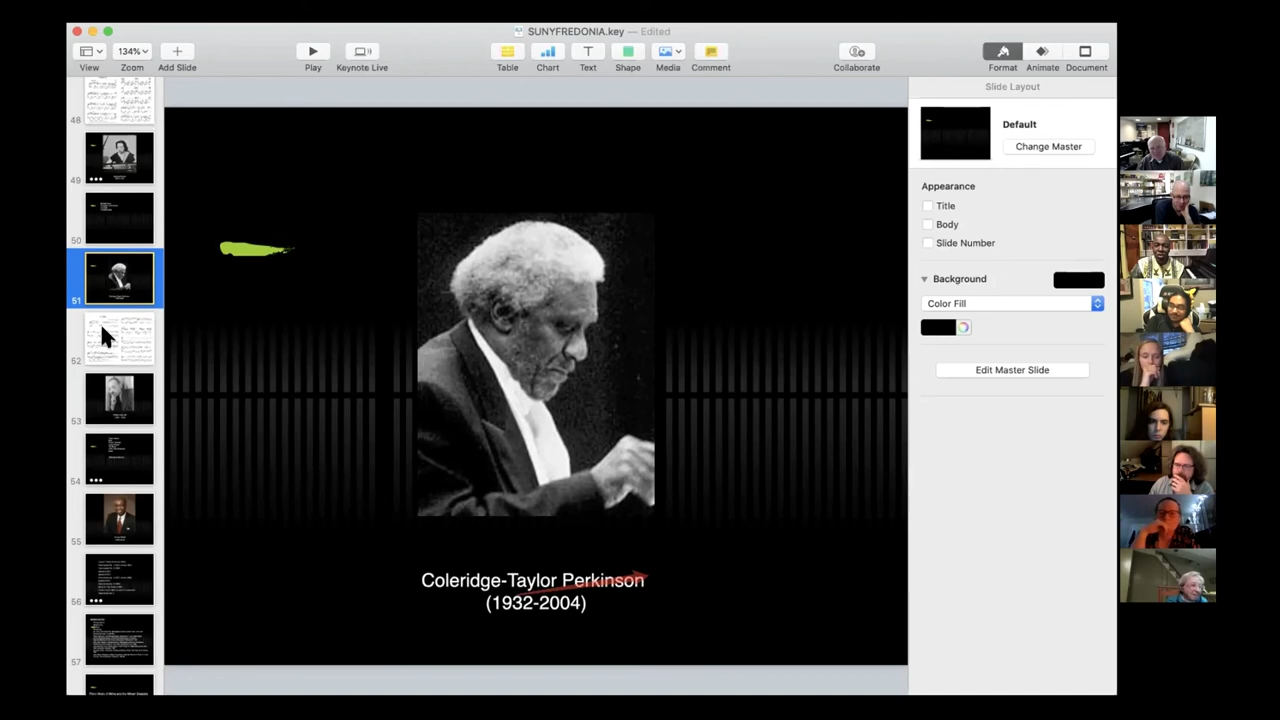 SUNYFREDONIA.key — Edited
134%
View
Zoom
Add Slide
Play
Keynote Live
Table
Chart
Text
Shape
Media
Comment
Collaborate
Format
Animate
Document
Slide Layout
Default
Change Master
Appearance
Title
Body
Slide Number
Background
Color Fill
Edit Master Slide
48
49
50
51
52
53
54
55
56
57
Coleridge-Taylor Perkinson
(1932-2004)